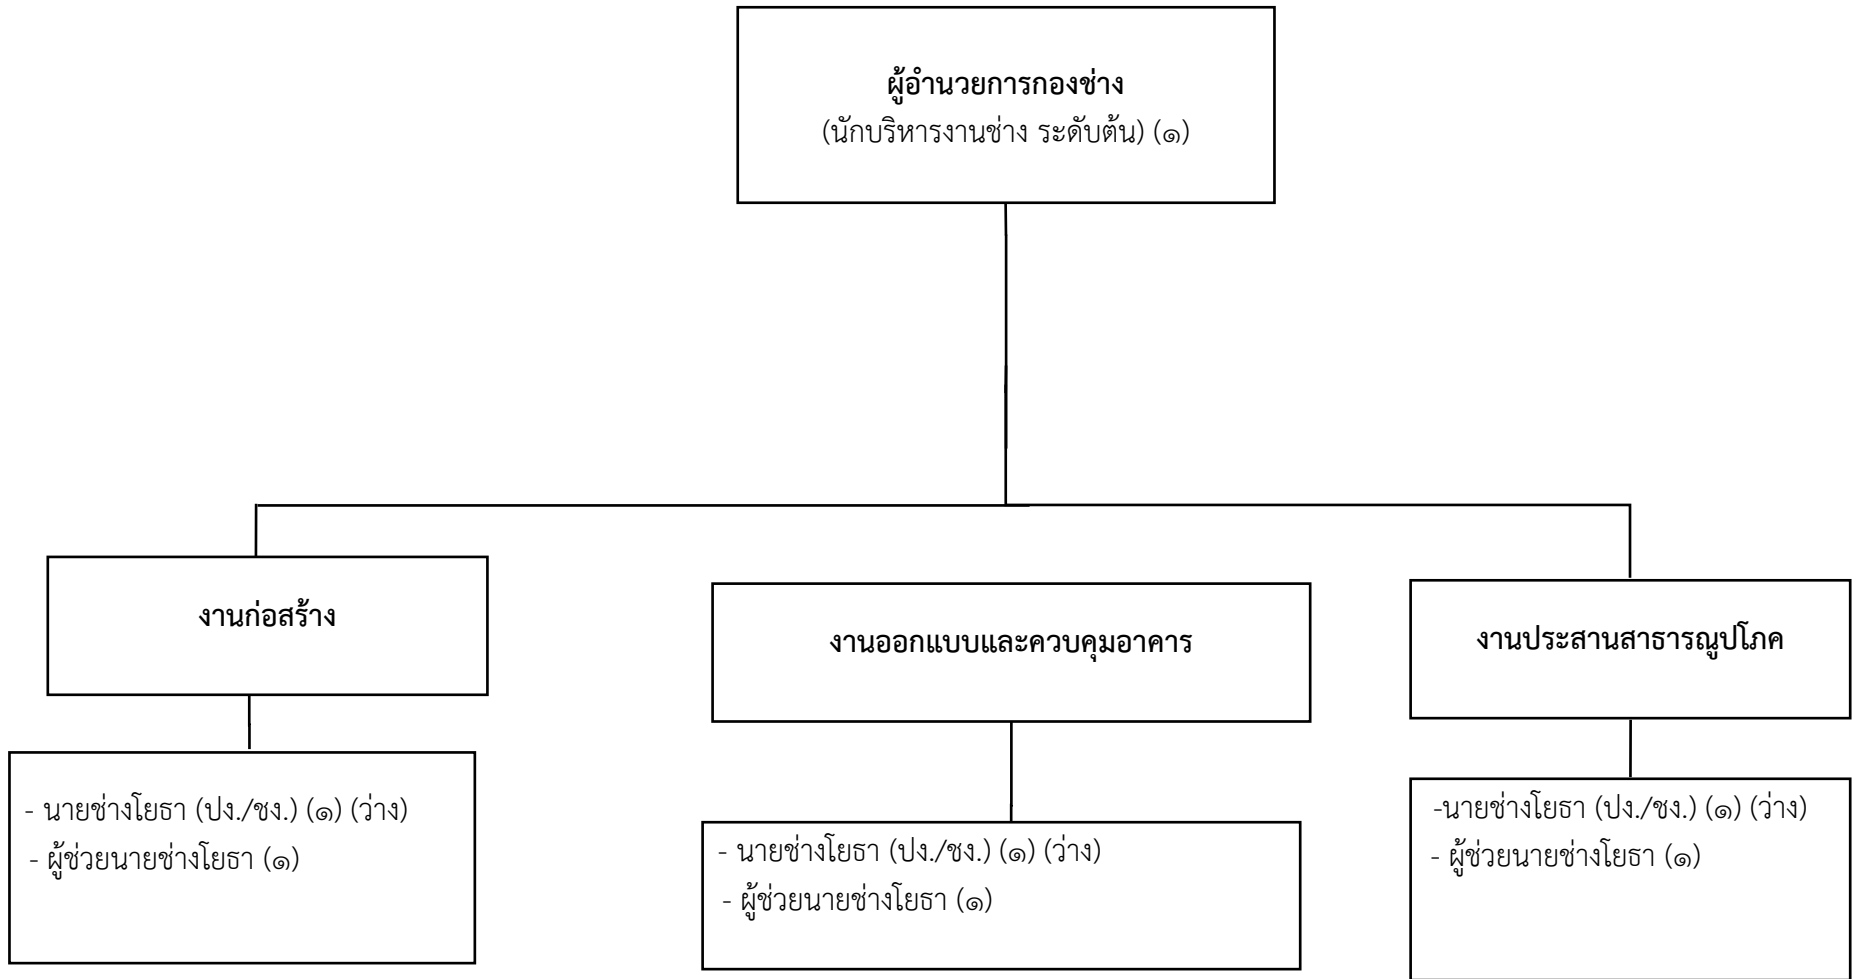 ผู้อำนวยการกองช่าง
(นักบริหารงานช่าง ระดับต้น) (๑)
งานก่อสร้าง
- นายช่างโยธา (ปง./ชง.) (๑) (ว่าง)
- ผู้ช่วยนายช่างโยธา (๑)
งานออกแบบและควบคุมอาคาร
- นายช่างโยธา (ปง./ชง.) (๑) (ว่าง)
- ผู้ช่วยนายช่างโยธา (๑)
งานประสานสาธารณูปโภค
-นายช่างโยธา (ปง./ชง.) (๑) (ว่าง)
- ผู้ช่วยนายช่างโยธา (๑)